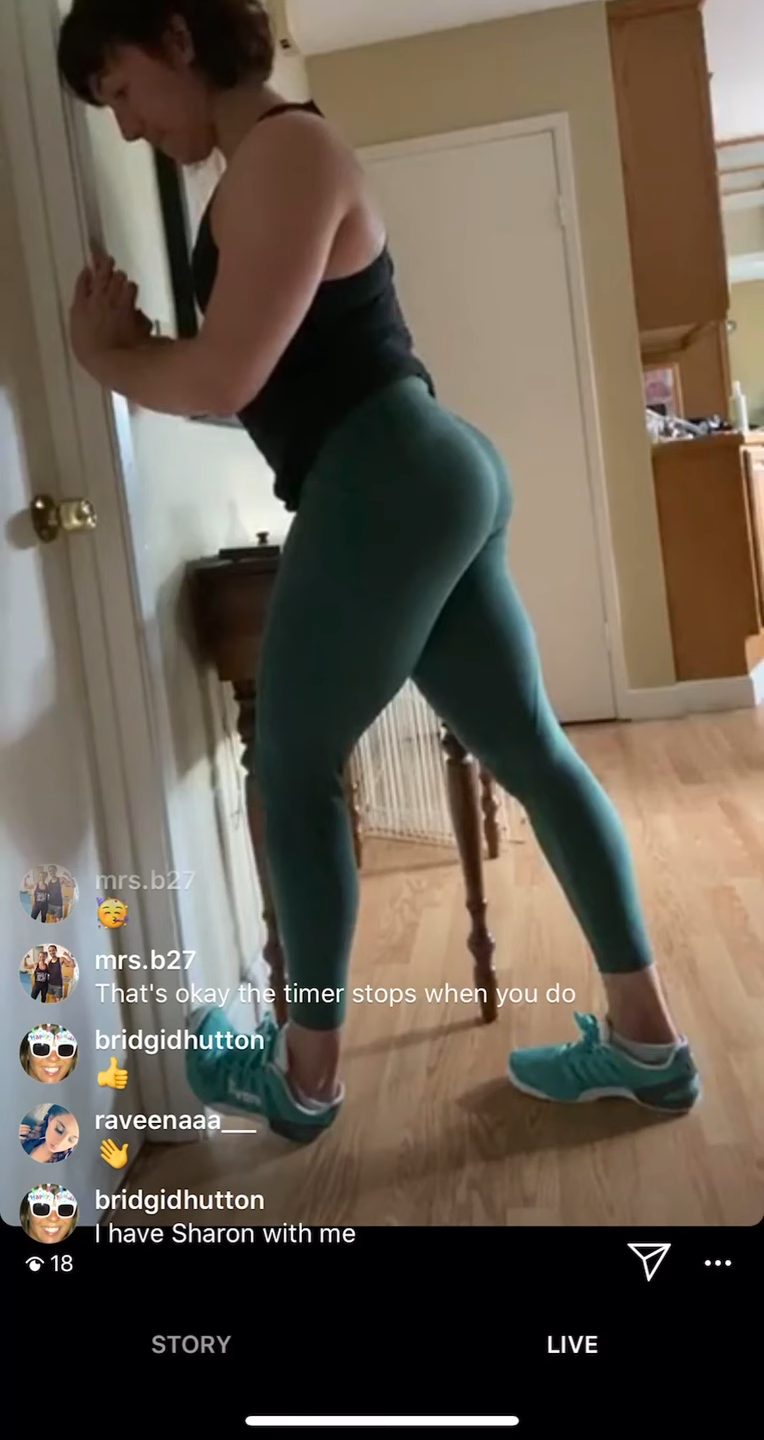 mrs.b27
🥳
mrs.b27
That's okay the timer stops when you do
bridgidhutton
👍
raveenaaa___
👋
bridgidhutton
I have Sharon with me
18
STORY LIVE